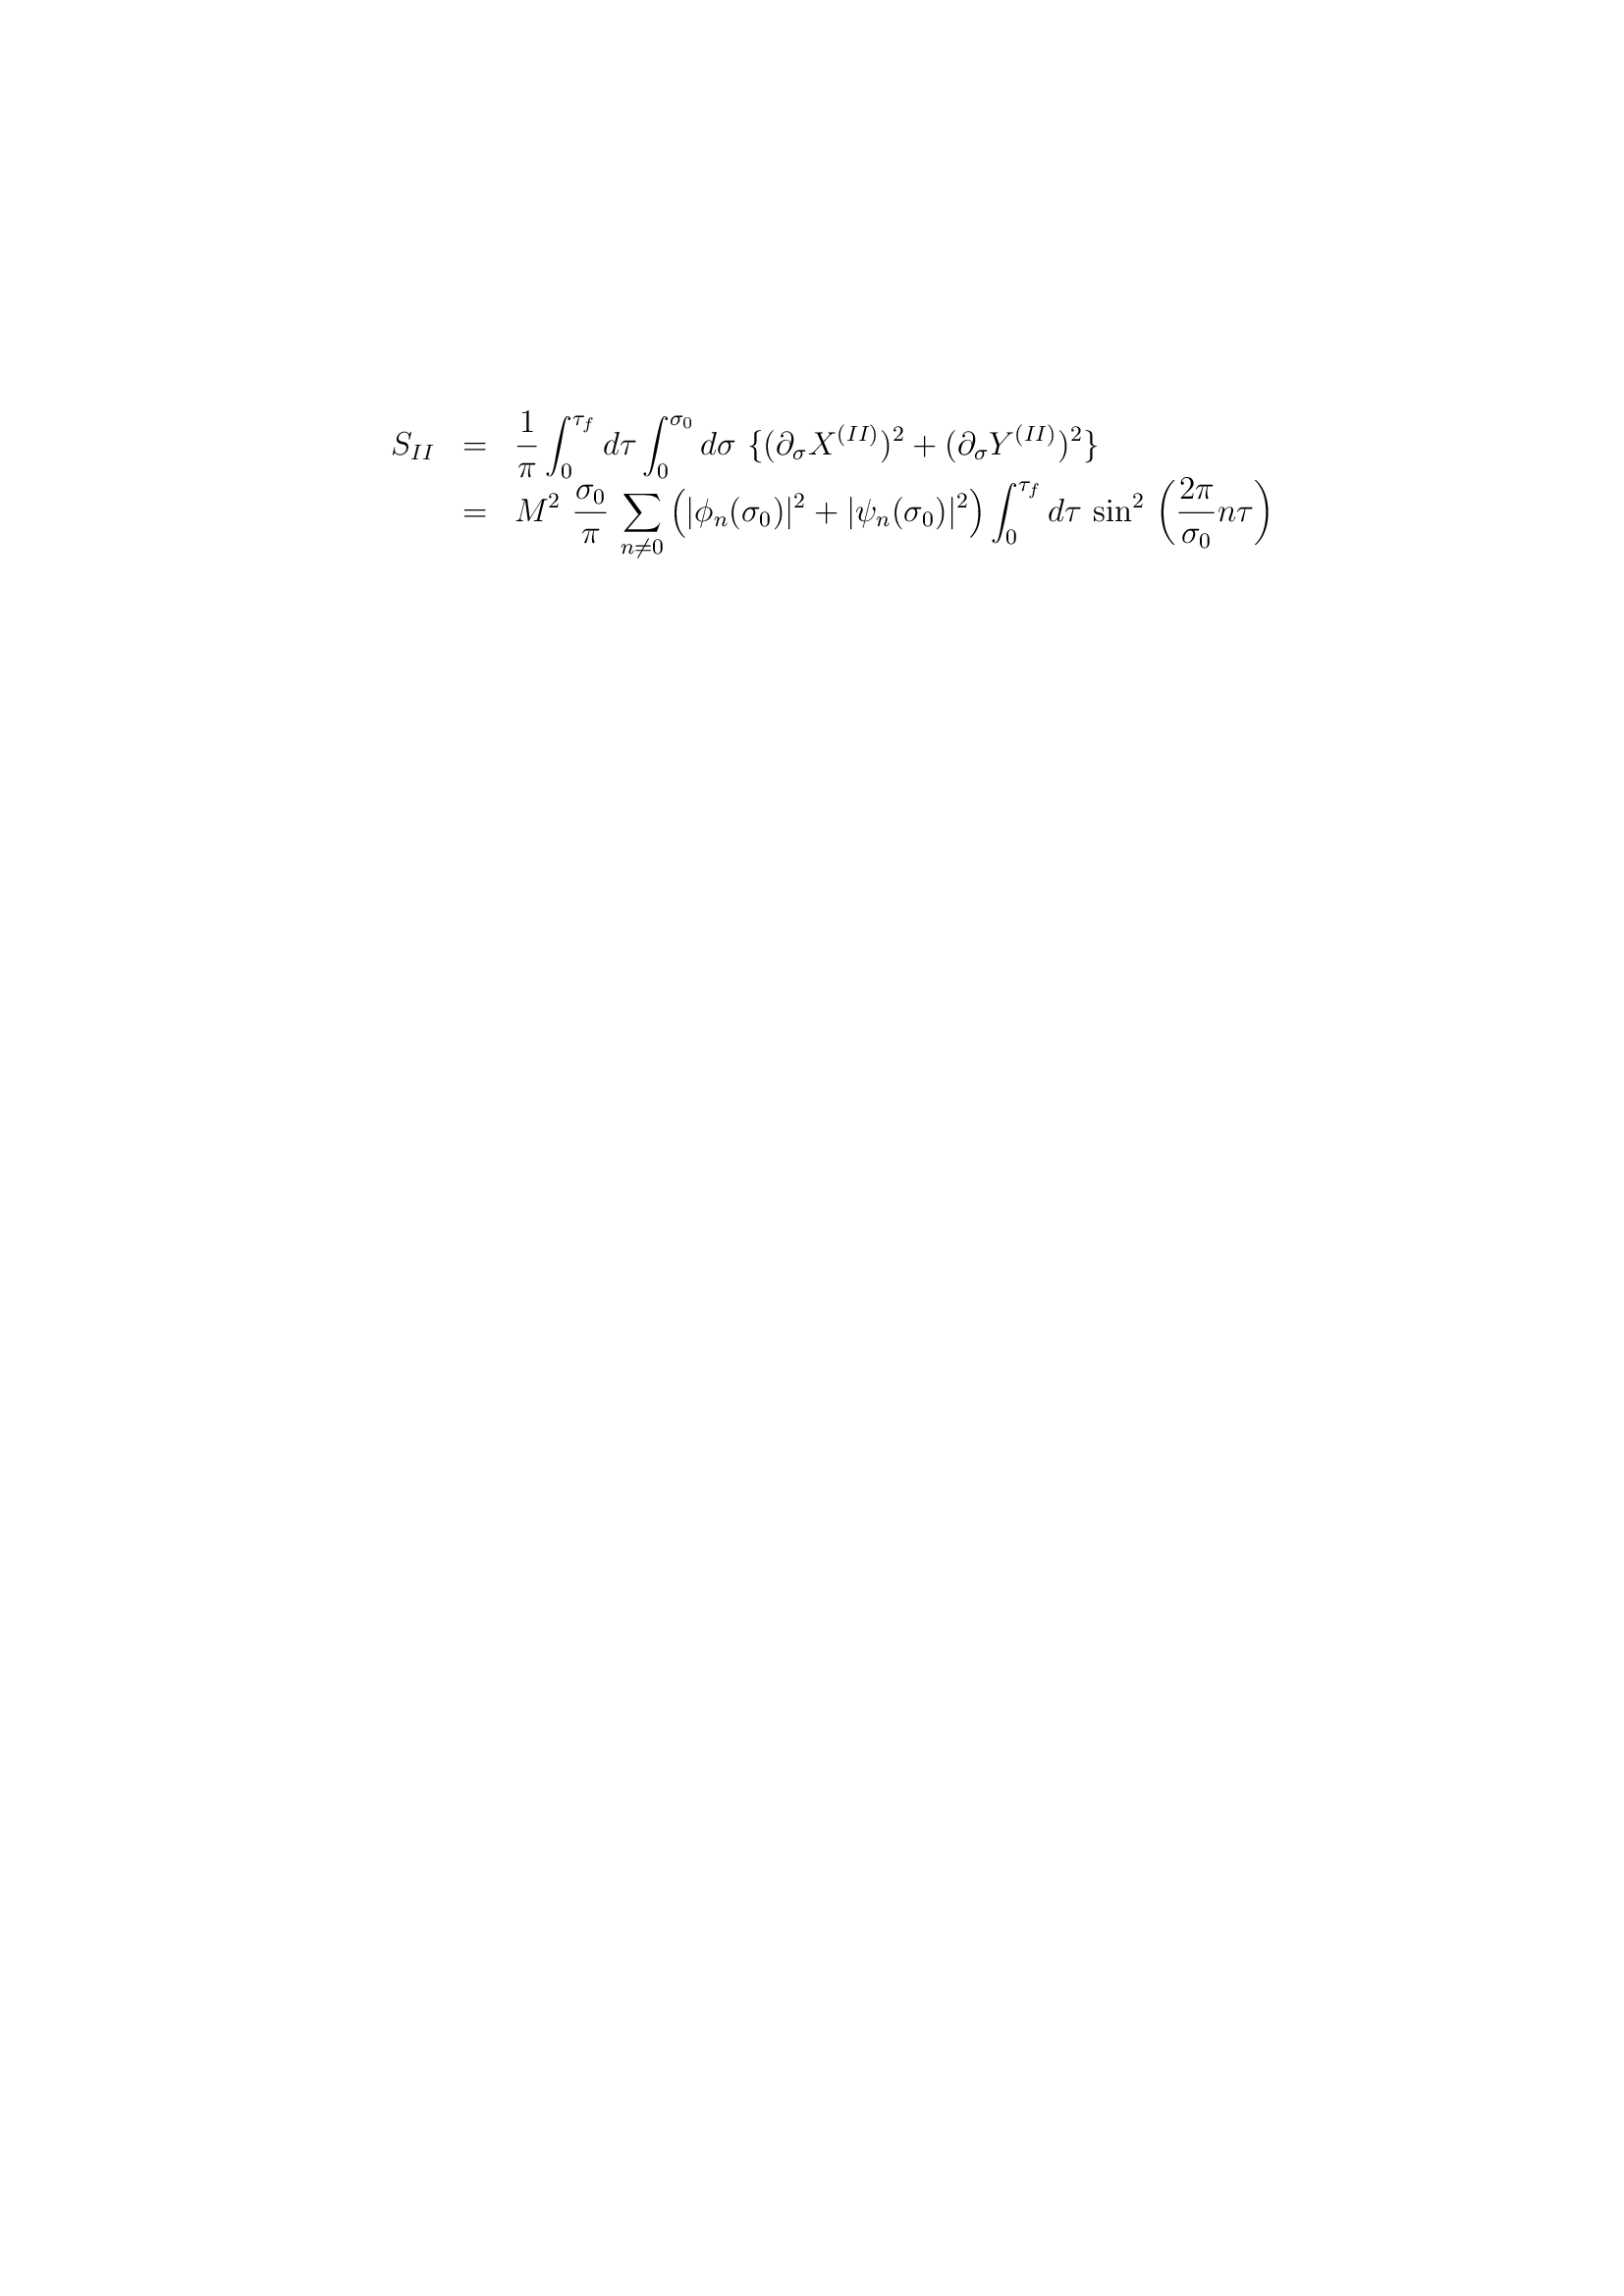 $S_{II} = \frac{1}{\pi} \int_0^{\tau_f} d\tau \int_0^{\sigma_0} d\sigma \ \{(\partial_\sigma X^{(II)})^2 + (\partial_\sigma Y^{(II)})^2\}$
$= M^2 \ \frac{\sigma_0}{\pi} \sum_{n \neq 0} \left( |\phi_n(\sigma_0)|^2 + |\psi_n(\sigma_0)|^2 \right) \int_0^{\tau_f} d\tau \ \sin^2 \left( \frac{2\pi}{\sigma_0} n\tau \right)$